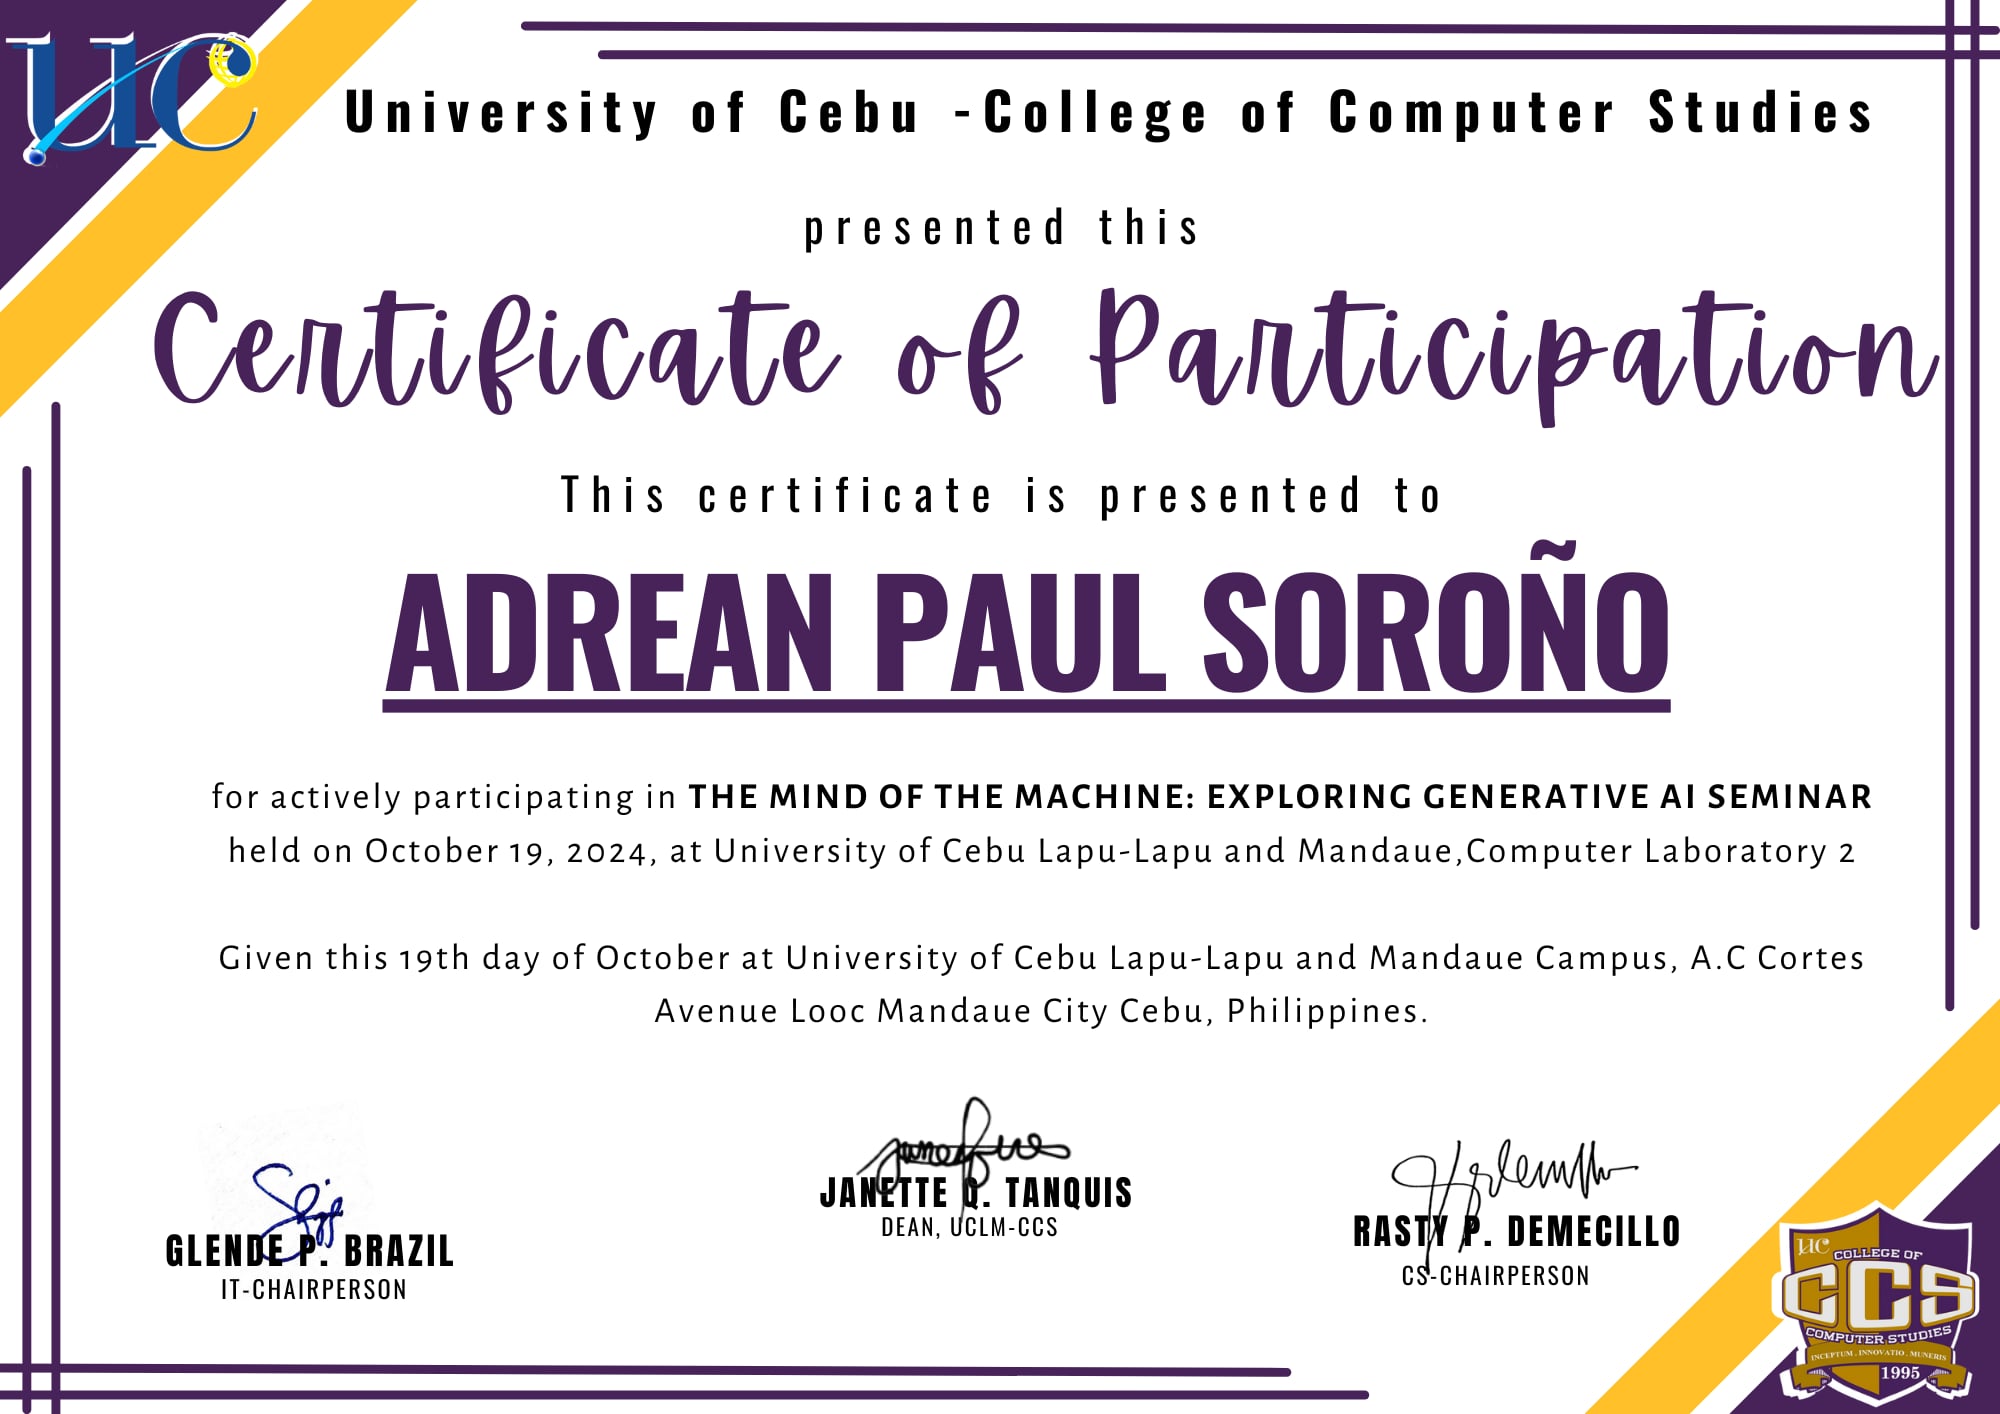 UC
University of Cebu -College of Computer Studies
presented this
Certificate of Participation
This certificate is presented to
ADREAN PAUL SOROÑO
for actively participating in THE MIND OF THE MACHINE: EXPLORING GENERATIVE AI SEMINAR
held on October 19, 2024, at University of Cebu Lapu-Lapu and Mandaue,Computer Laboratory 2
Given this 19th day of October at University of Cebu Lapu-Lapu and Mandaue Campus, A.C Cortes
Avenue Looc Mandaue City Cebu, Philippines.
GLENDE P. BRAZIL
IT-CHAIRPERSON
JANETTE Q. TANQUIS
DEAN, UCLM-CCS
RASTY P. DEMECILLO
CS-CHAIRPERSON
UC COLLEGE OF
CCS
COMPUTER STUDIES
INCEPTUM . INNOVATIO . MUNERIS
1995